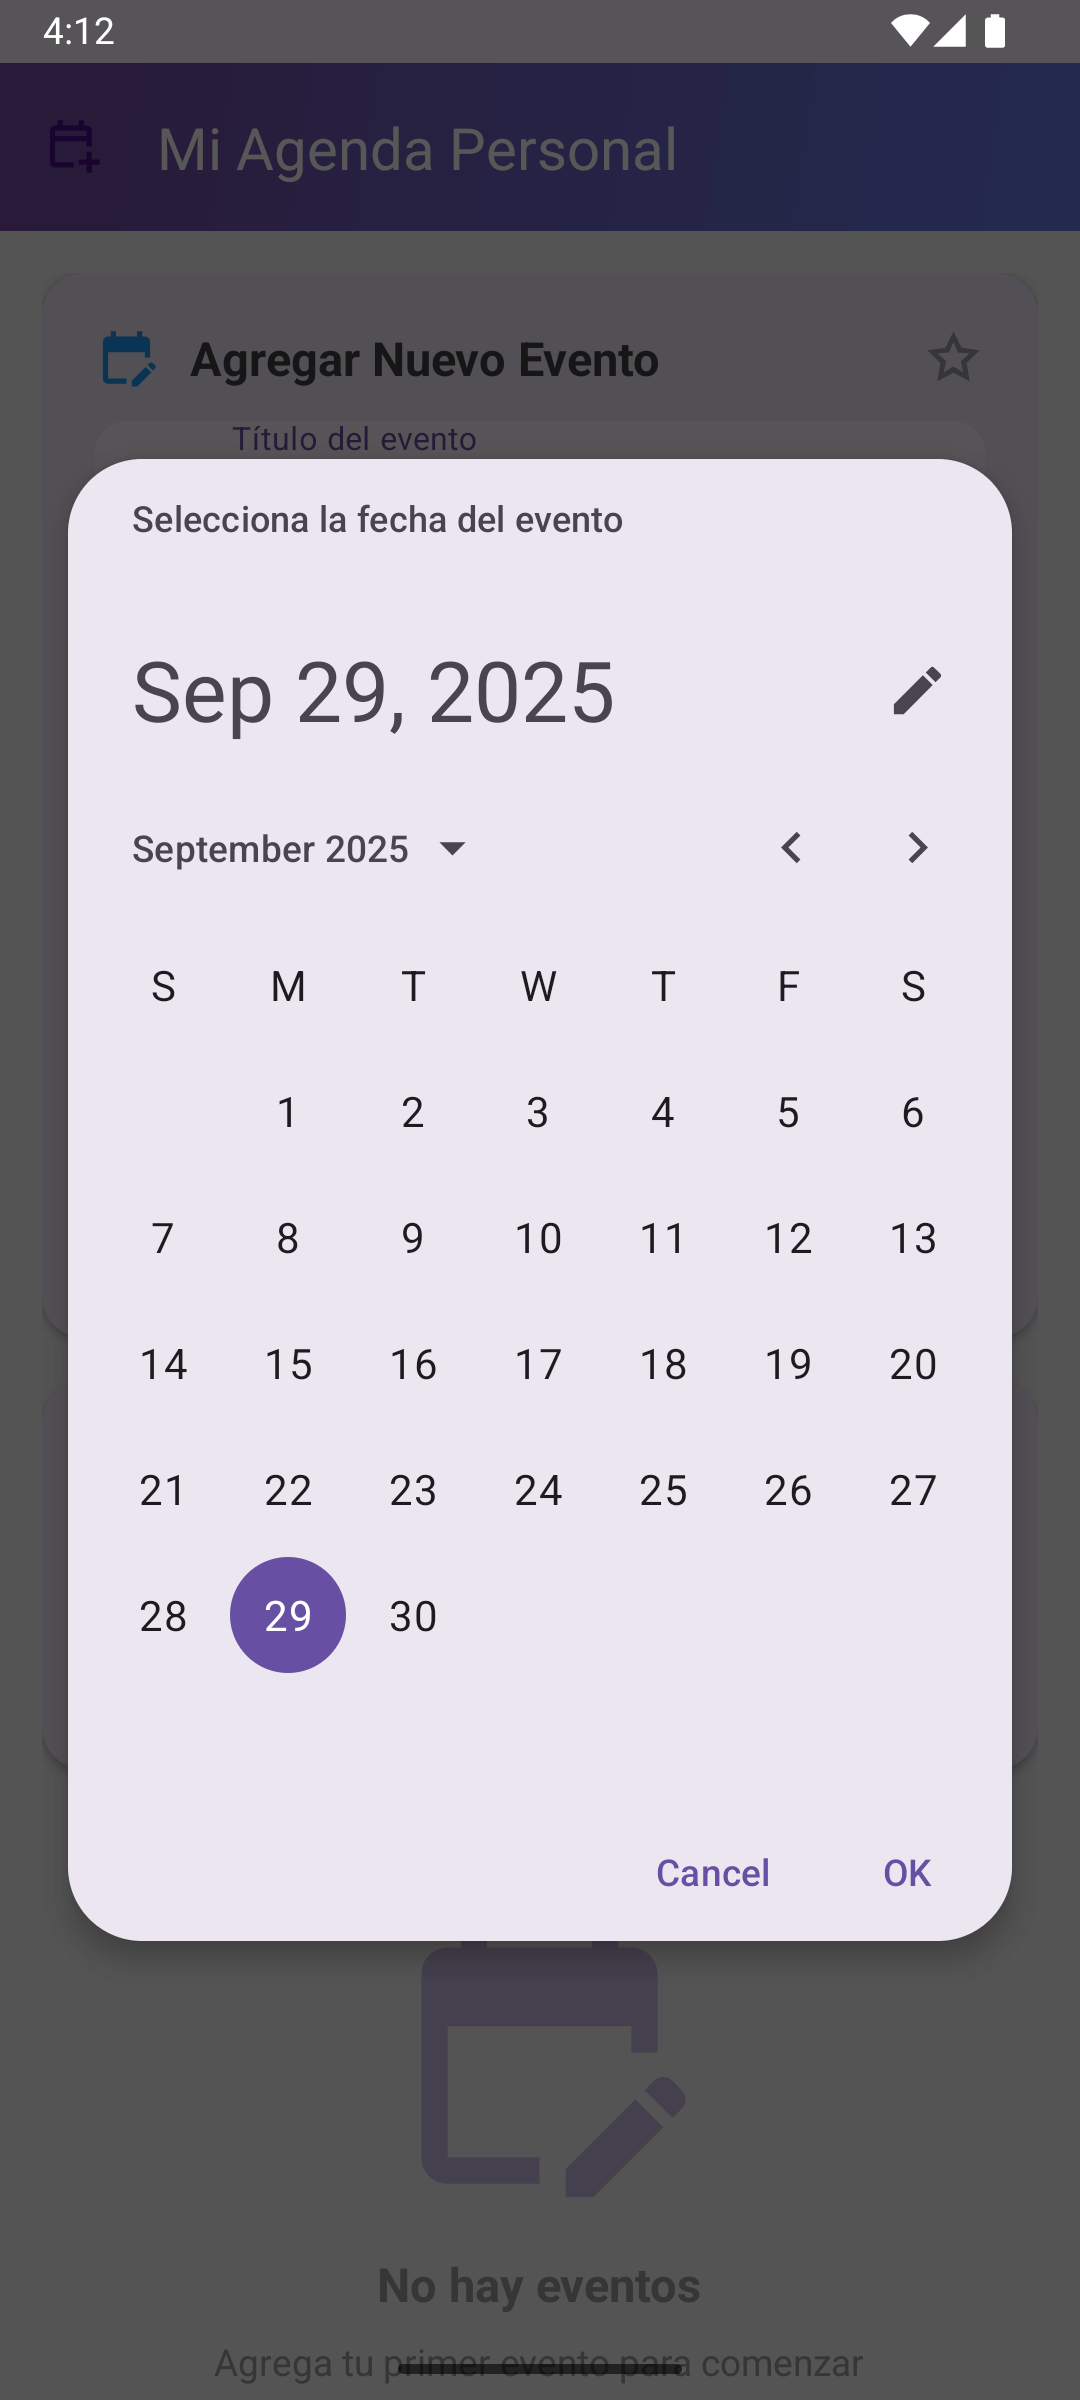 4:12
Mi Agenda Personal
Agregar Nuevo Evento
Título del evento
Selecciona la fecha del evento
Sep 29, 2025
September 2025
S M T W T F S
1 2 3 4 5 6
7 8 9 10 11 12 13
14 15 16 17 18 19 20
21 22 23 24 25 26 27
28 29 30
Cancel OK
No hay eventos
Agrega tu primer evento para comenzar